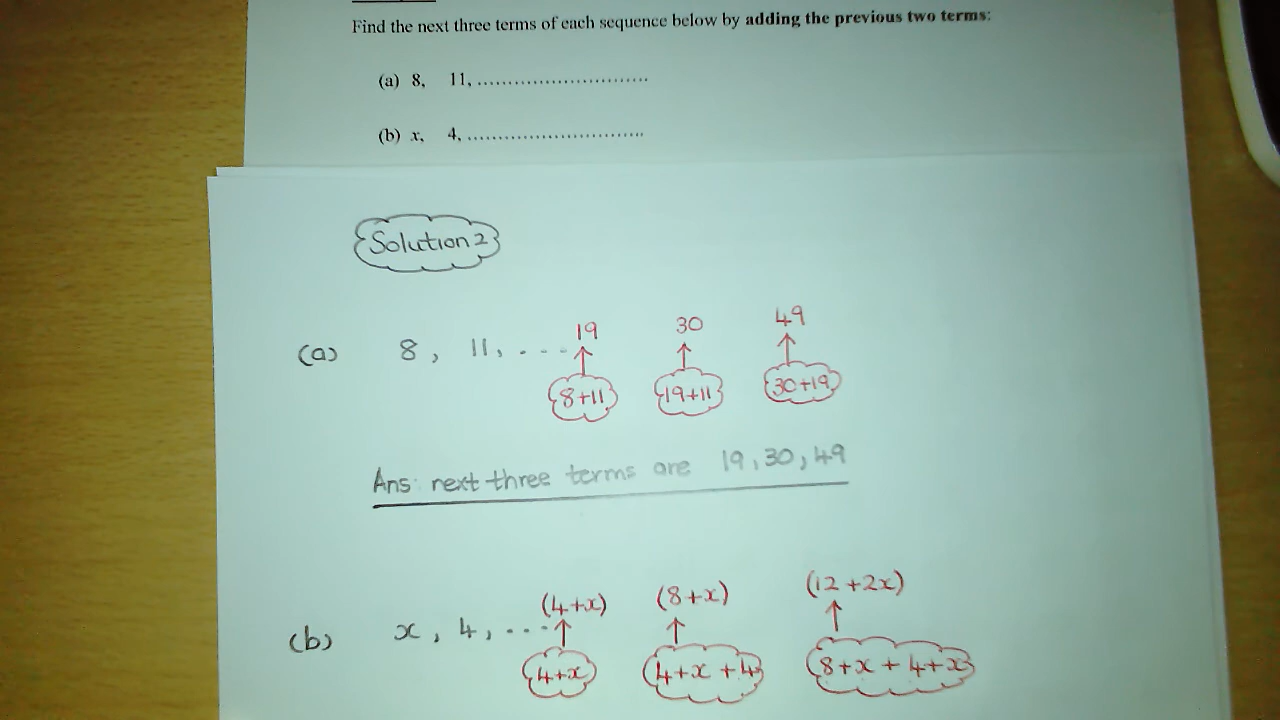 Find the next three terms of each sequence below by adding the previous two terms:
(a) 8, 11, ............................
(b) x, 4, .............................
Solution 2
19 30 49
(a) 8, 11, ....
8+11 19+11 30+19
Ans: next three terms are 19, 30, 49
(4+x) (8+x) (12+2x)
(b) x, 4, ....
4+x 4+x+4 8+x+4+x